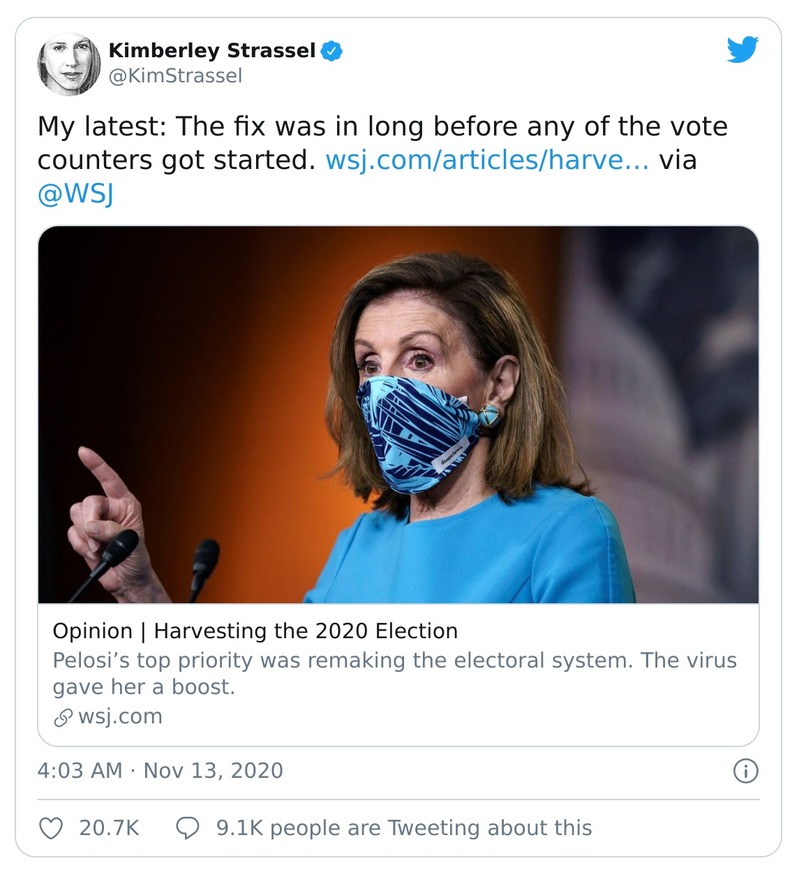 Kimberley Strassel
@KimStrassel
My latest: The fix was in long before any of the vote
counters got started. wsj.com/articles/harve… via
@WSJ
Opinion | Harvesting the 2020 Election
Pelosi’s top priority was remaking the electoral system. The virus
gave her a boost.
wsj.com
4:03 AM · Nov 13, 2020
20.7K 9.1K people are Tweeting about this